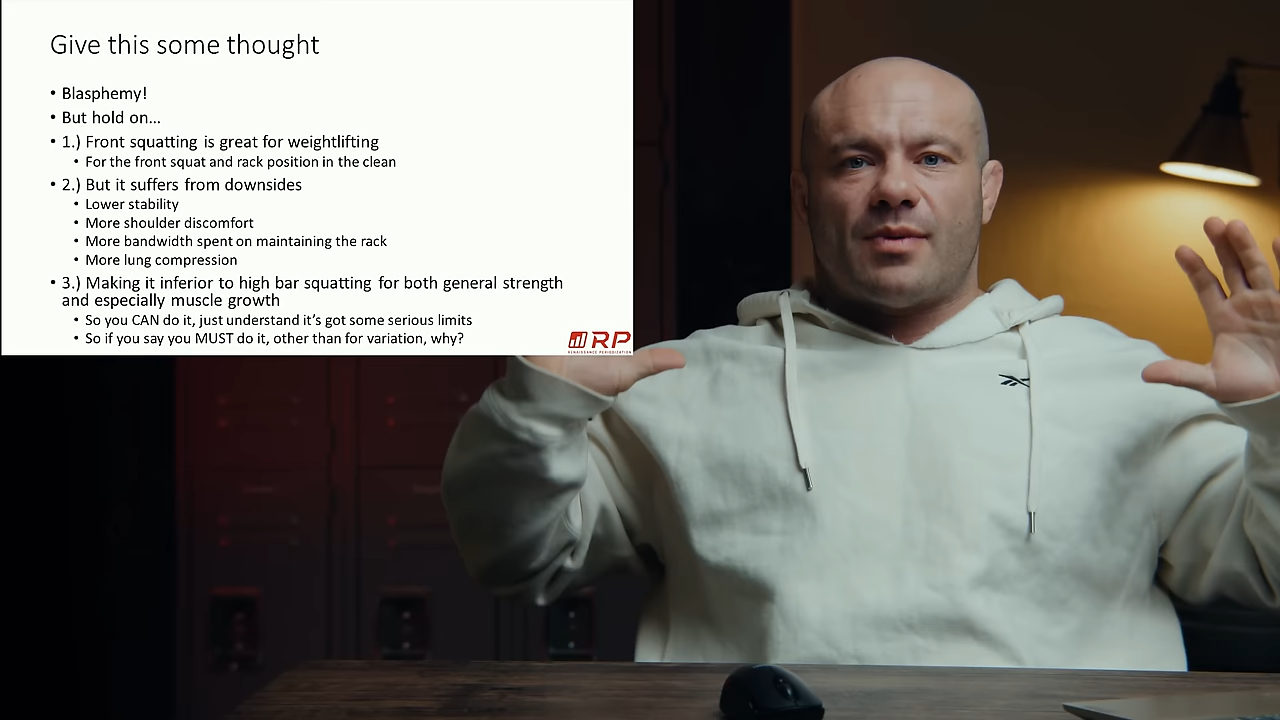 Give this some thought
• Blasphemy!
• But hold on...
• 1.) Front squatting is great for weightlifting
• For the front squat and rack position in the clean
• 2.) But it suffers from downsides
• Lower stability
• More shoulder discomfort
• More bandwidth spent on maintaining the rack
• More lung compression
• 3.) Making it inferior to high bar squatting for both general strength
and especially muscle growth
• So you CAN do it, just understand it's got some serious limits
• So if you say you MUST do it, other than for variation, why?
RP
RENAISSANCE PERIODIZATION